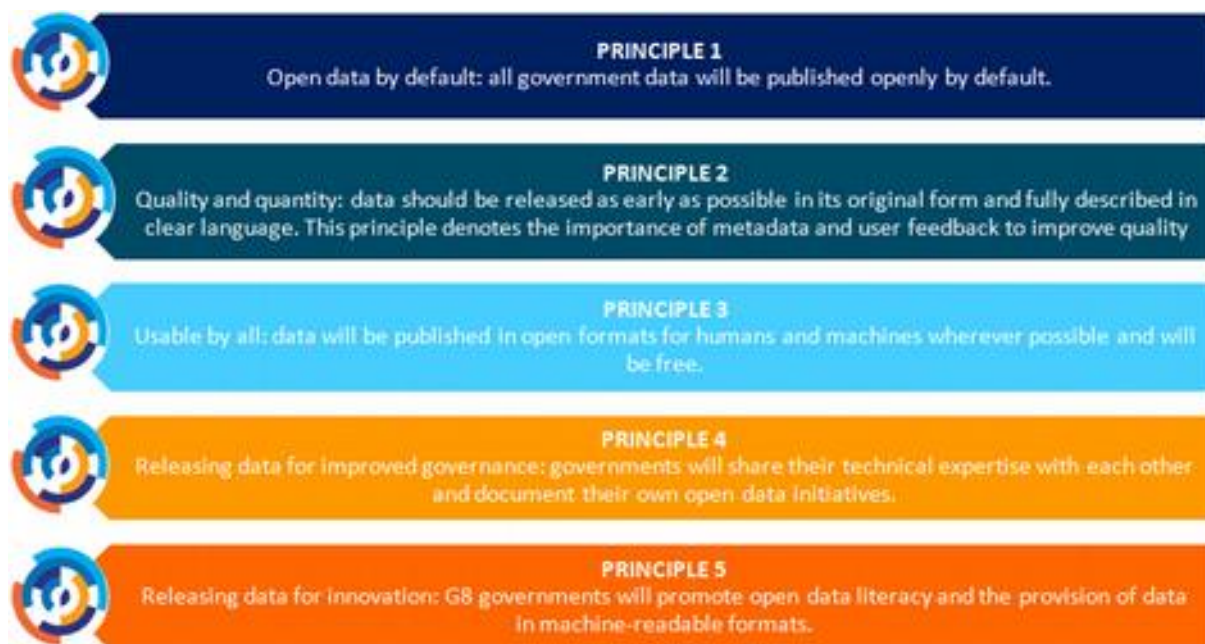 PRINCIPLE 1
Open data by default: all government data will be published openly by default.
PRINCIPLE 2
Quality and quantity: data should be released as early as possible in its original form and fully described in
clear language. This principle denotes the importance of metadata and user feedback to improve quality
PRINCIPLE 3
Usable by all: data will be published in open formats for humans and machines wherever possible and will
be free.
PRINCIPLE 4
Releasing data for improved governance: governments will share their technical expertise with each other
and document their own open data initiatives.
PRINCIPLE 5
Releasing data for innovation: G8 governments will promote open data literacy and the provision of data
in machine-readable formats.